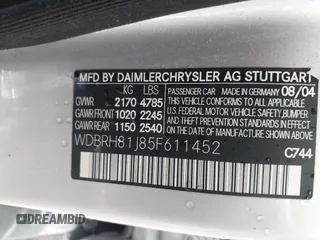 MFD BY DAIMLERCHRYSLER AG STUTTGART
KG LBS MADE IN GERMANY 08/04
GVWR 2170 4785
GAWR FRONT 1020 2245
GAWR REAR 1150 2540
THIS VEHICLE CONFORMS TO ALL APPLICABLE
U.S. FEDERAL MOTOR VEHICLE SAFETY, BUMPER
AND THEFT PREVENTION STANDARDS IN EFFECT
ON THE DATE OF MANUFACTURE SHOWN ABOVE.
WDBRH81J85F611452
C744
DREAMBID